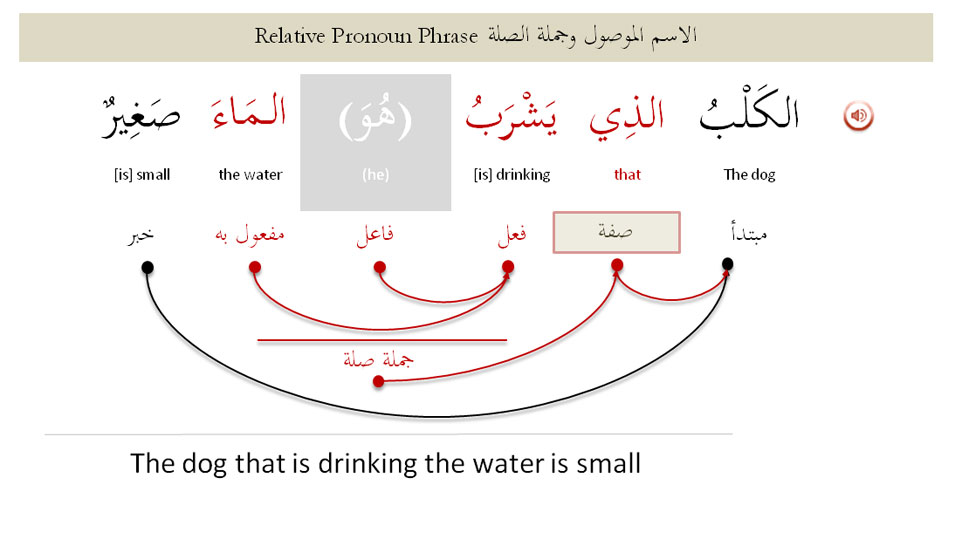 Relative Pronoun Phrase الاسم الموصول وجملة الصلة
الكَلْبُ الذِي يَشْرَبُ (هُوَ) الـمَاءَ صَغِيرٌ
The dog that [is] drinking (he) the water [is] small
مبتدأ صفة فعل فاعل مفعول به خبر
جملة صلة
The dog that is drinking the water is small